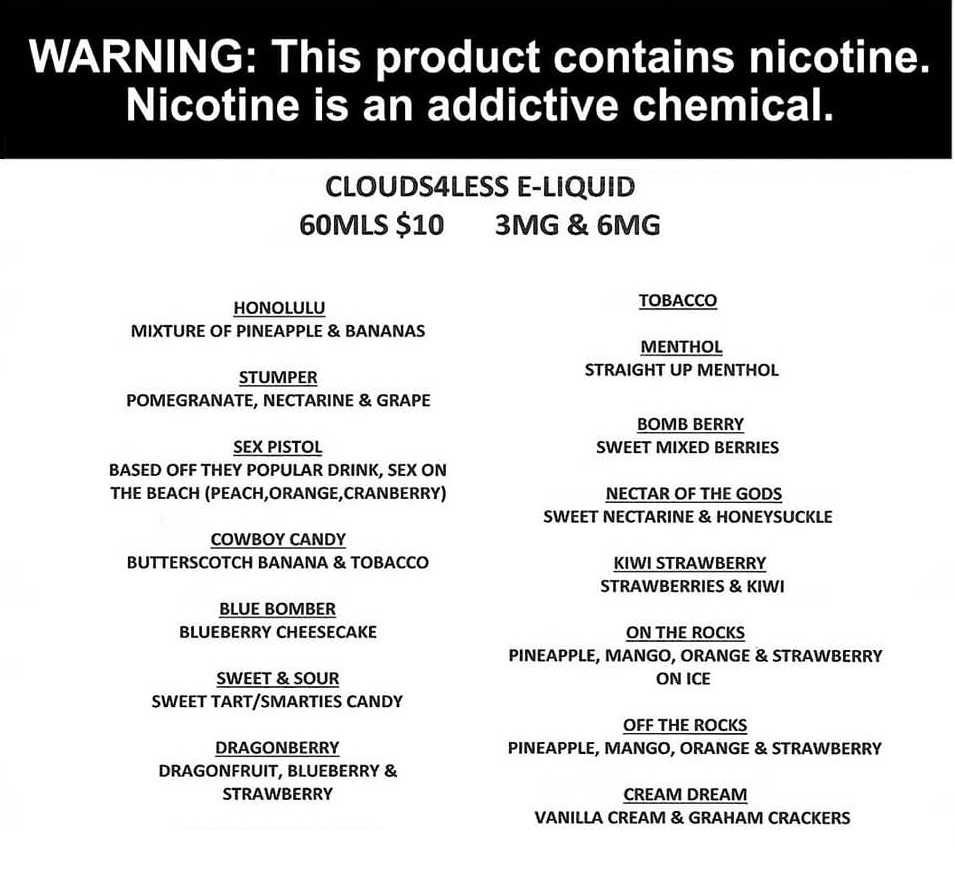 WARNING: This product contains nicotine.
Nicotine is an addictive chemical.
CLOUDS4LESS E-LIQUID
60MLS $10 3MG & 6MG
HONOLULU
MIXTURE OF PINEAPPLE & BANANAS
STUMPER
POMEGRANATE, NECTARINE & GRAPE
SEX PISTOL
BASED OFF THEY POPULAR DRINK, SEX ON
THE BEACH (PEACH,ORANGE,CRANBERRY)
COWBOY CANDY
BUTTERSCOTCH BANANA & TOBACCO
BLUE BOMBER
BLUEBERRY CHEESECAKE
SWEET & SOUR
SWEET TART/SMARTIES CANDY
DRAGONBERRY
DRAGONFRUIT, BLUEBERRY &
STRAWBERRY
TOBACCO
MENTHOL
STRAIGHT UP MENTHOL
BOMB BERRY
SWEET MIXED BERRIES
NECTAR OF THE GODS
SWEET NECTARINE & HONEYSUCKLE
KIWI STRAWBERRY
STRAWBERRIES & KIWI
ON THE ROCKS
PINEAPPLE, MANGO, ORANGE & STRAWBERRY
ON ICE
OFF THE ROCKS
PINEAPPLE, MANGO, ORANGE & STRAWBERRY
CREAM DREAM
VANILLA CREAM & GRAHAM CRACKERS